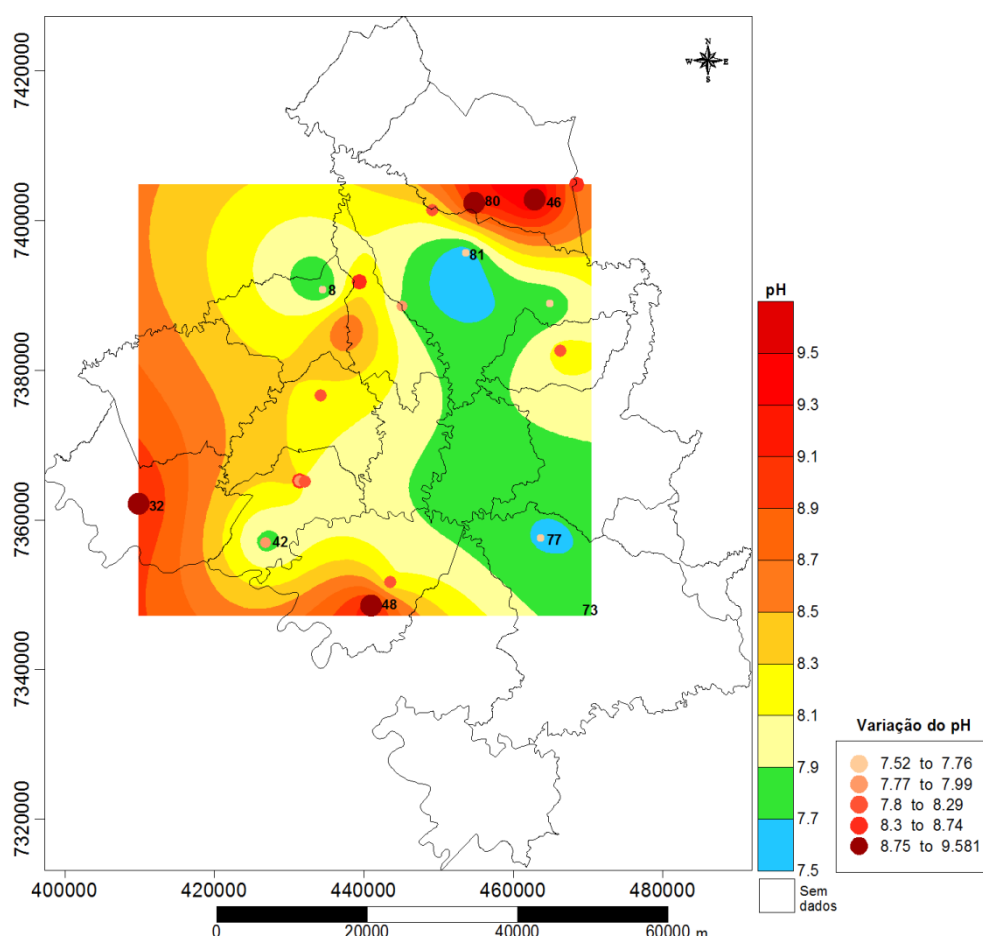 7420000
7400000
7380000
7360000
7340000
7320000
N
W E
S
80
46
81
8
32
42
77
48
73
pH
9.5
9.3
9.1
8.9
8.7
8.5
8.3
8.1
7.9
7.7
7.5
Sem
dados
Variação do pH
7.52 to 7.76
7.77 to 7.99
7.8 to 8.29
8.3 to 8.74
8.75 to 9.581
400000 420000 440000 460000 480000
0 20000 40000 60000 m